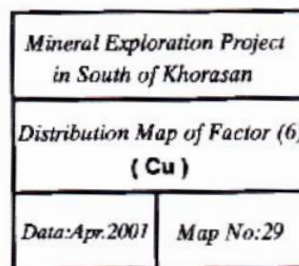 Mineral Exploration Project
in South of Khorasan
Distribution Map of Factor (6)
( Cu )
Data:Apr.2001
Map No:29